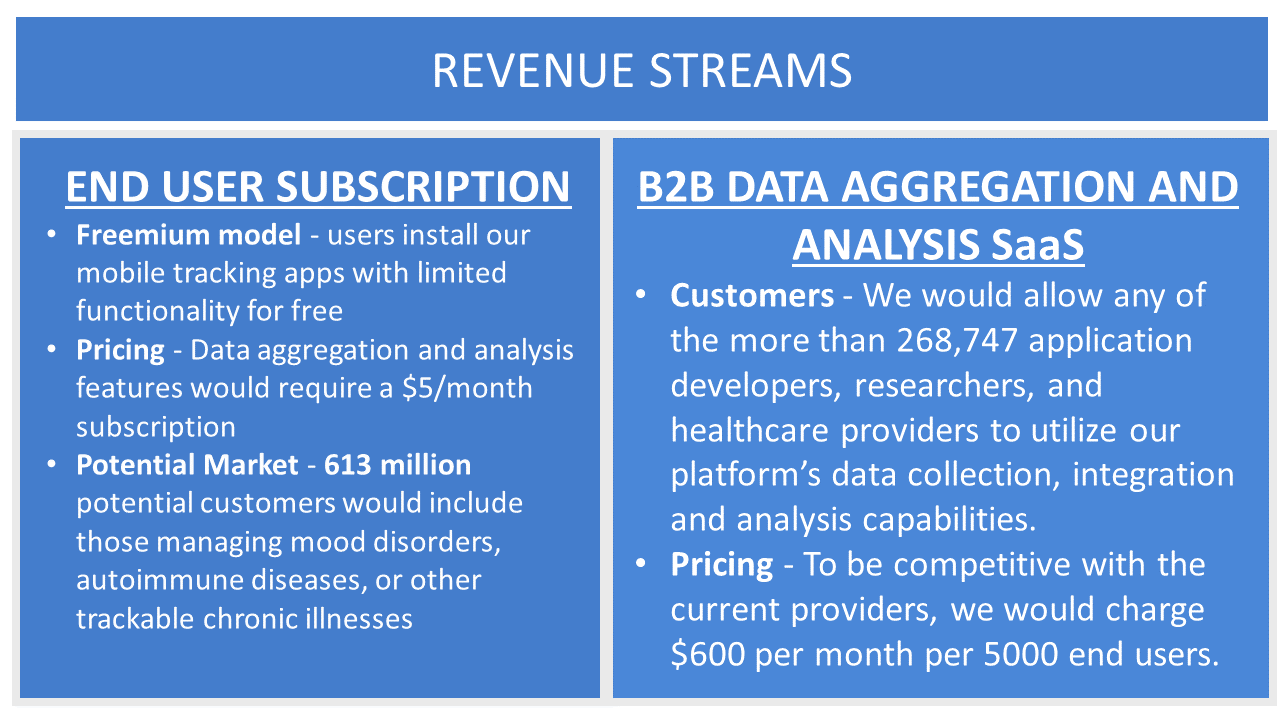 REVENUE STREAMS
END USER SUBSCRIPTION
• Freemium model - users install our
mobile tracking apps with limited
functionality for free
• Pricing - Data aggregation and analysis
features would require a $5/month
subscription
• Potential Market - 613 million
potential customers would include
those managing mood disorders,
autoimmune diseases, or other
trackable chronic illnesses
B2B DATA AGGREGATION AND
ANALYSIS SaaS
• Customers - We would allow any of
the more than 268,747 application
developers, researchers, and
healthcare providers to utilize our
platform’s data collection, integration
and analysis capabilities.
• Pricing - To be competitive with the
current providers, we would charge
$600 per month per 5000 end users.